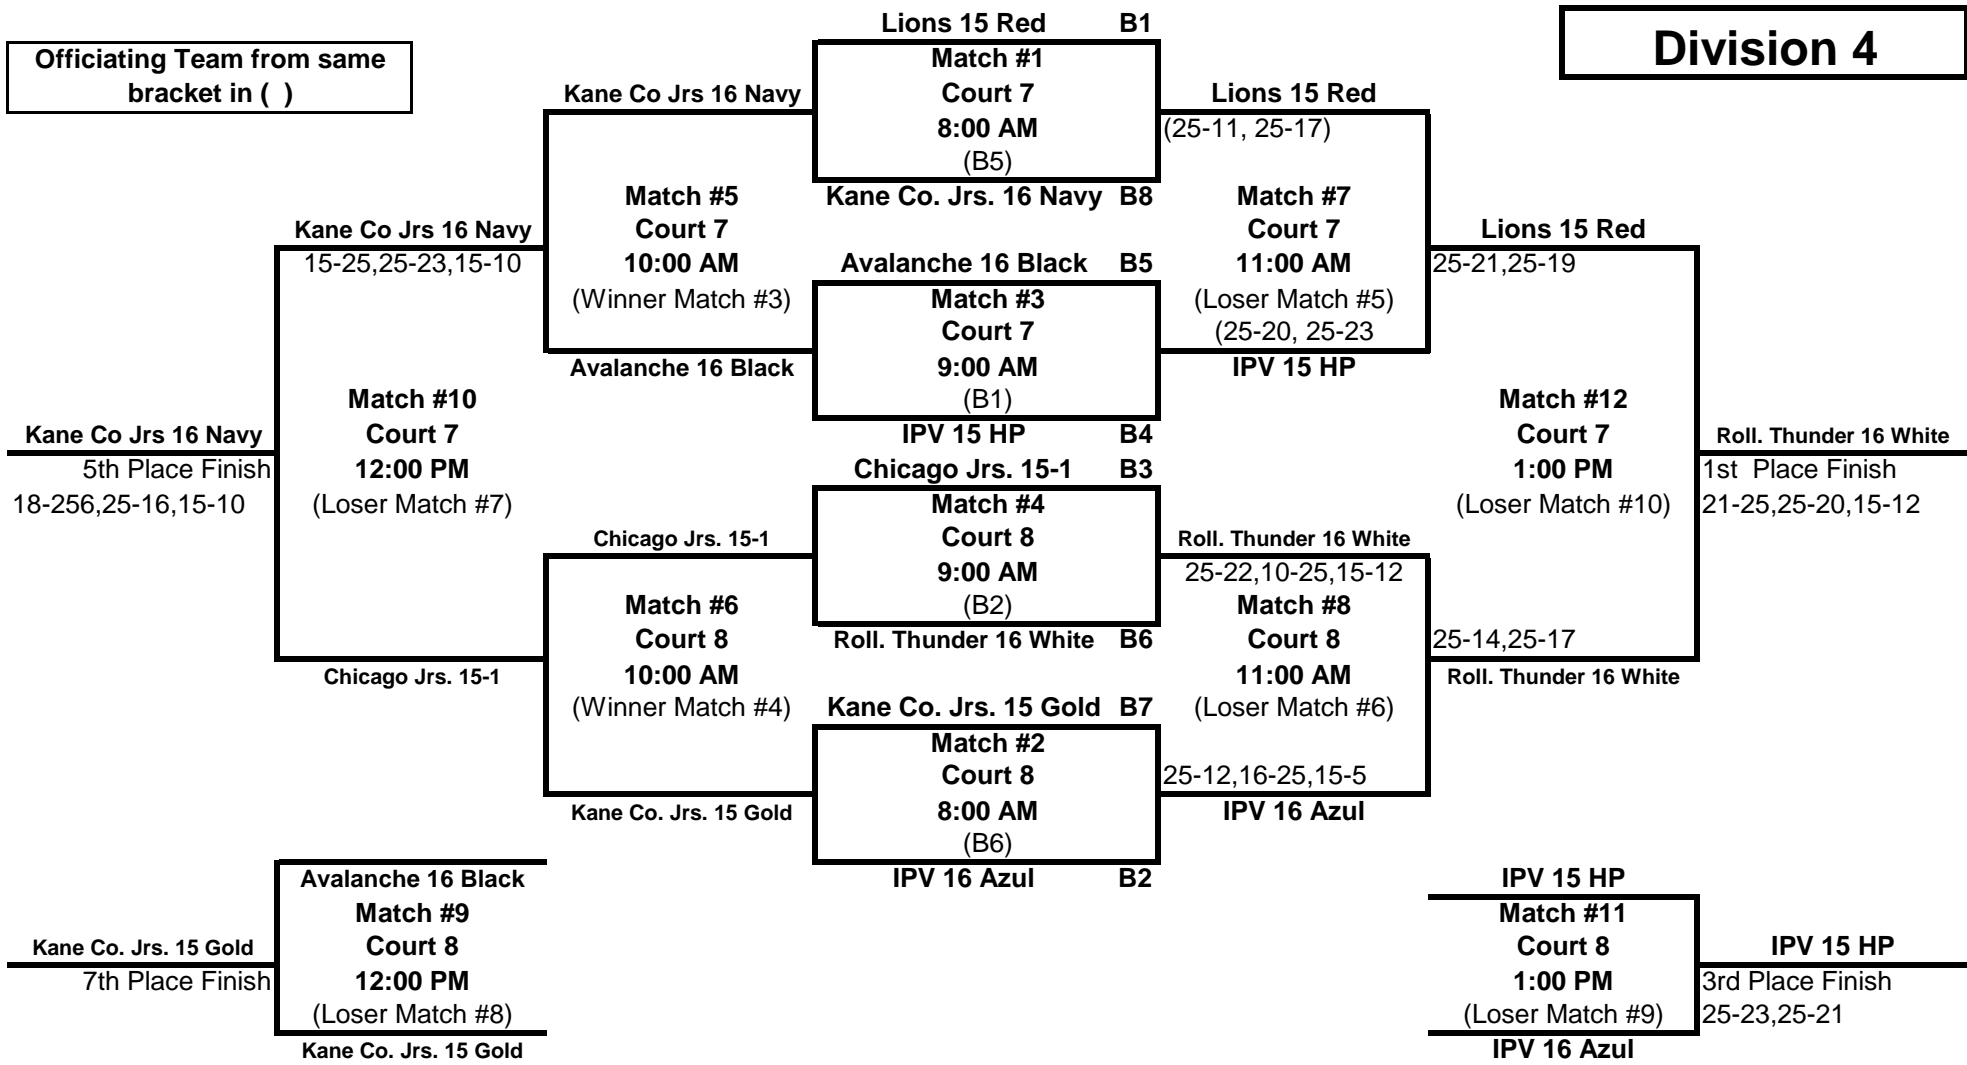 Lions 15 Red B1
Division 4
Officiating Team from same
bracket in ( )
Match #1
Court 7
8:00 AM
(B5)
Kane Co Jrs 16 Navy
Lions 15 Red
(25-11, 25-17)
Kane Co. Jrs. 16 Navy B8
Match #5
Court 7
10:00 AM
(Winner Match #3)
Match #7
Court 7
11:00 AM
(Loser Match #5)
(25-20, 25-23
Kane Co Jrs 16 Navy
15-25,25-23,15-10
Lions 15 Red
25-21,25-19
Avalanche 16 Black B5
Match #3
Court 7
9:00 AM
(B1)
Avalanche 16 Black
IPV 15 HP
IPV 15 HP B4
Match #10
Court 7
12:00 PM
(Loser Match #7)
Match #12
Court 7
1:00 PM
(Loser Match #10)
Kane Co Jrs 16 Navy
5th Place Finish
18-256,25-16,15-10
Roll. Thunder 16 White
1st  Place Finish
21-25,25-20,15-12
Chicago Jrs. 15-1 B3
Match #4
Court 8
9:00 AM
(B2)
Chicago Jrs. 15-1
Roll. Thunder 16 White
25-22,10-25,15-12
Roll. Thunder 16 White B6
Match #6
Court 8
10:00 AM
(Winner Match #4)
Match #8
Court 8
11:00 AM
(Loser Match #6)
Chicago Jrs. 15-1
25-14,25-17
Roll. Thunder 16 White
Kane Co. Jrs. 15 Gold B7
Match #2
Court 8
8:00 AM
(B6)
Kane Co. Jrs. 15 Gold
25-12,16-25,15-5
IPV 16 Azul
IPV 16 Azul B2
Avalanche 16 Black
Match #9
Court 8
12:00 PM
(Loser Match #8)
Kane Co. Jrs. 15 Gold
Kane Co. Jrs. 15 Gold
7th Place Finish
IPV 15 HP
Match #11
Court 8
1:00 PM
(Loser Match #9)
IPV 16 Azul
IPV 15 HP
3rd Place Finish
25-23,25-21